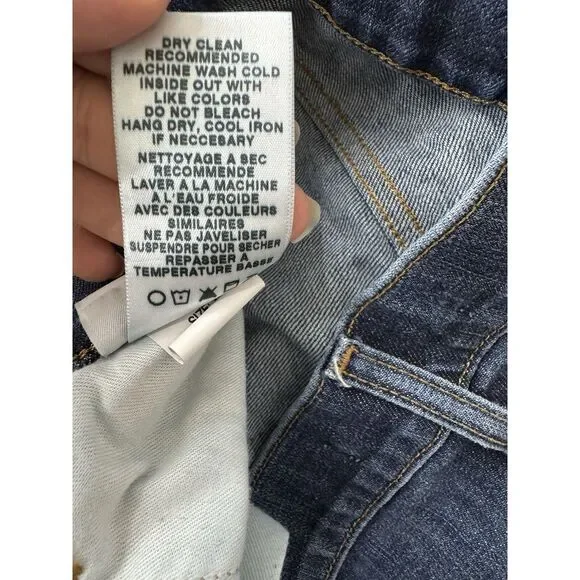 DRY CLEAN
RECOMMENDED
MACHINE WASH COLD
INSIDE OUT WITH
LIKE COLORS
DO NOT BLEACH
HANG DRY, COOL IRON
IF NECCESARY
NETTOYAGE A SEC
RECOMMENDE
LAVER A LA MACHINE
A L'EAU FROIDE
AVEC DES COULEURS
SIMILAIRES
NE PAS JAVELISER
SUSPENDRE POUR SECHER
REPASSER A
TEMPERATURE BASSE